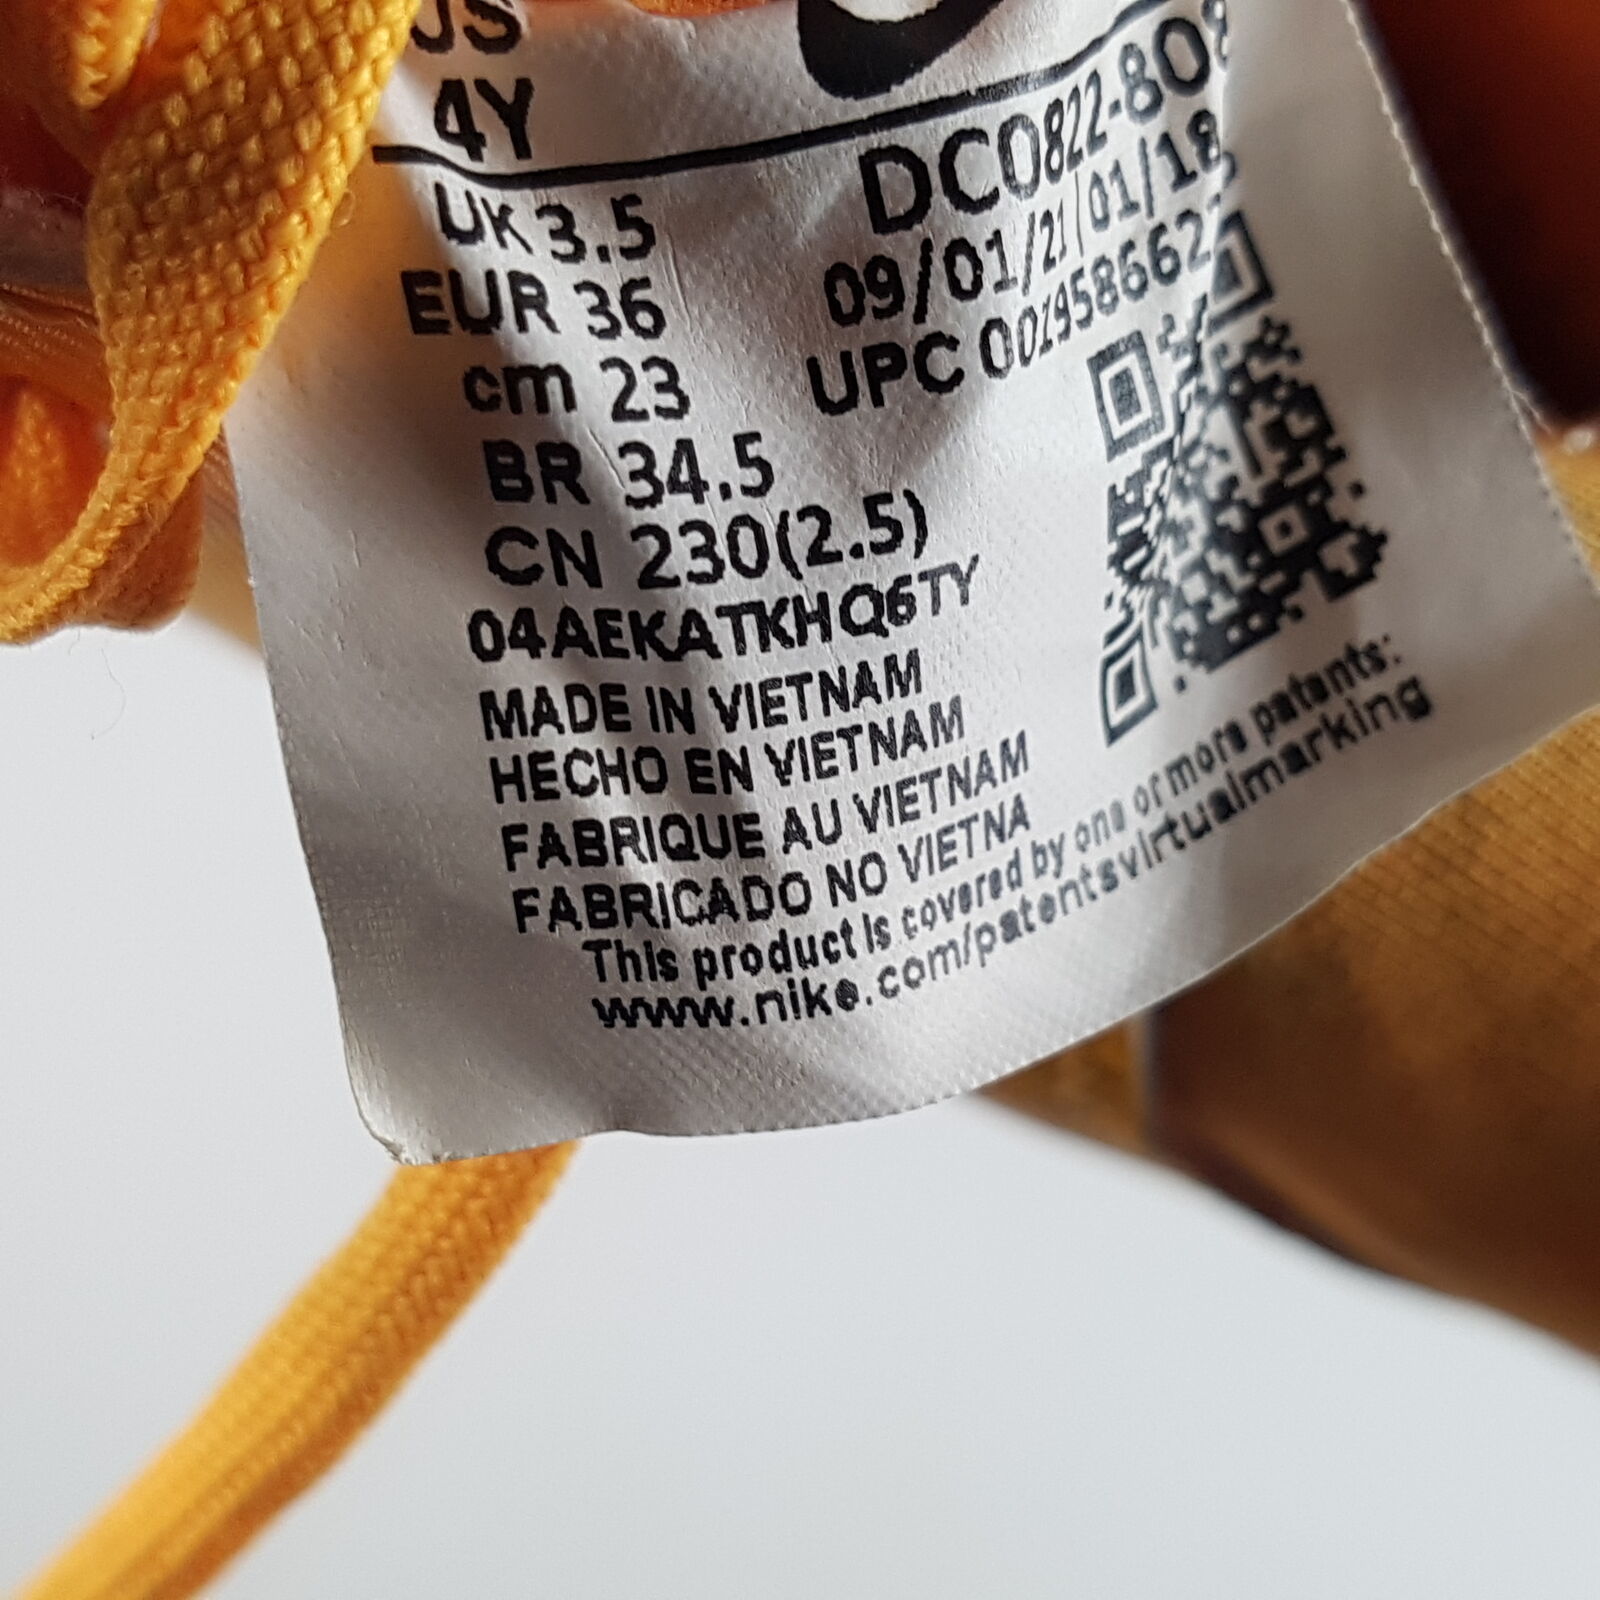 US
4Y
UK 3.5
EUR 36
cm 23
BR 34.5
CN 230(2.5)
DC0822-808
09/01/21/01/18
UPC
04AEKATKHQ6TY
MADE IN VIETNAM
HECHO EN VIETNAM
FABRIQUE AU VIETNAM
FABRICADO NO VIETNA
This product is covered by one or more patents:
www.nike.com/patentsvirtualmarking